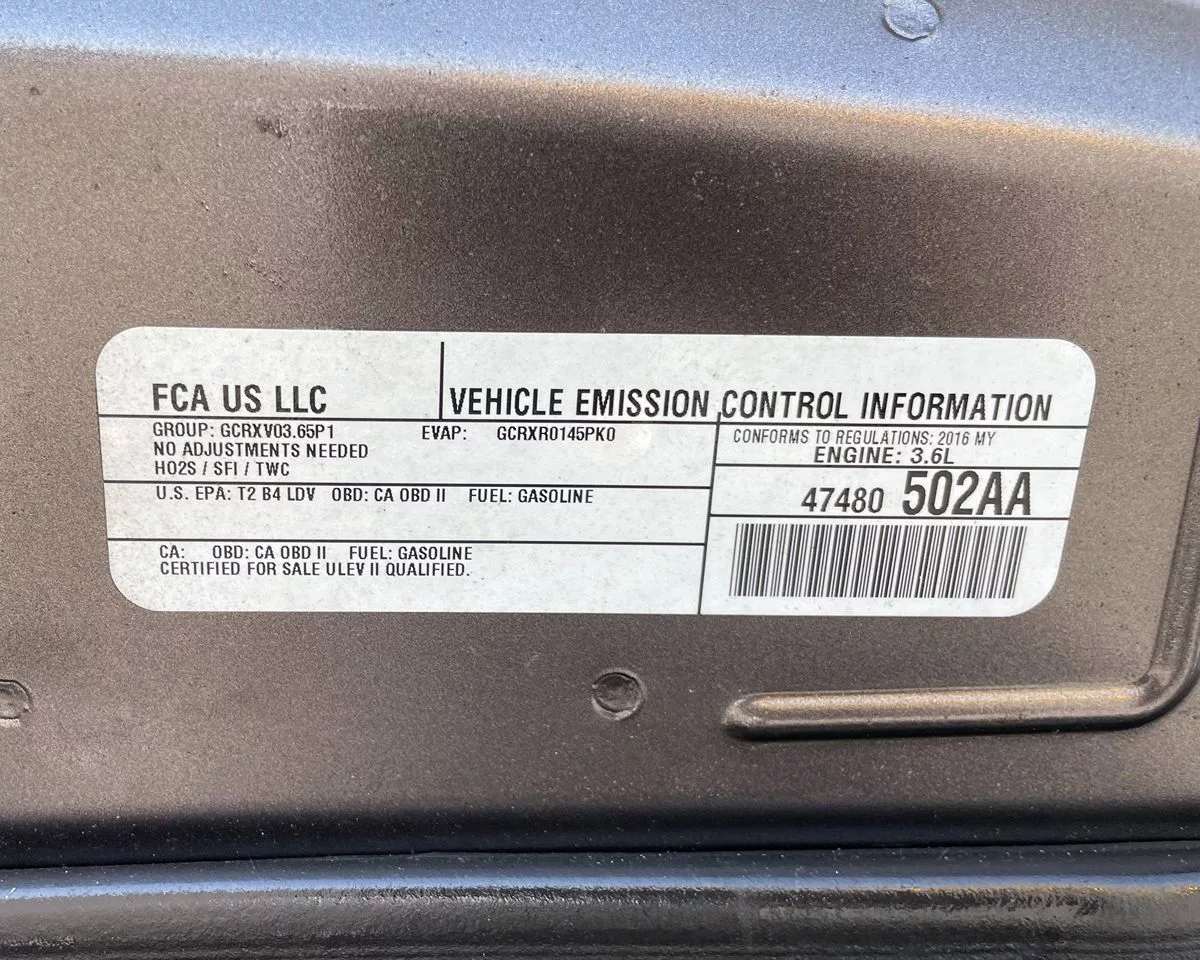 FCA US LLC
VEHICLE EMISSION CONTROL INFORMATION
GROUP: GCRXV03.65P1 EVAP: GCRXR0145PK0
NO ADJUSTMENTS NEEDED
HO2S / SFI / TWC
CONFORMS TO REGULATIONS: 2016 MY
ENGINE: 3.6L
U.S. EPA: T2 B4 LDV OBD: CA OBD II FUEL: GASOLINE
47480 502AA
CA: OBD: CA OBD II FUEL: GASOLINE
CERTIFIED FOR SALE ULEV II QUALIFIED.